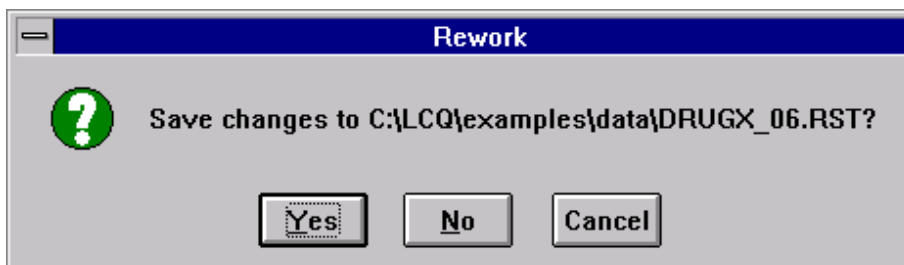 Rework
Save changes to C:\LCQ\examples\data\DRUGX_06.RST?
Yes No Cancel